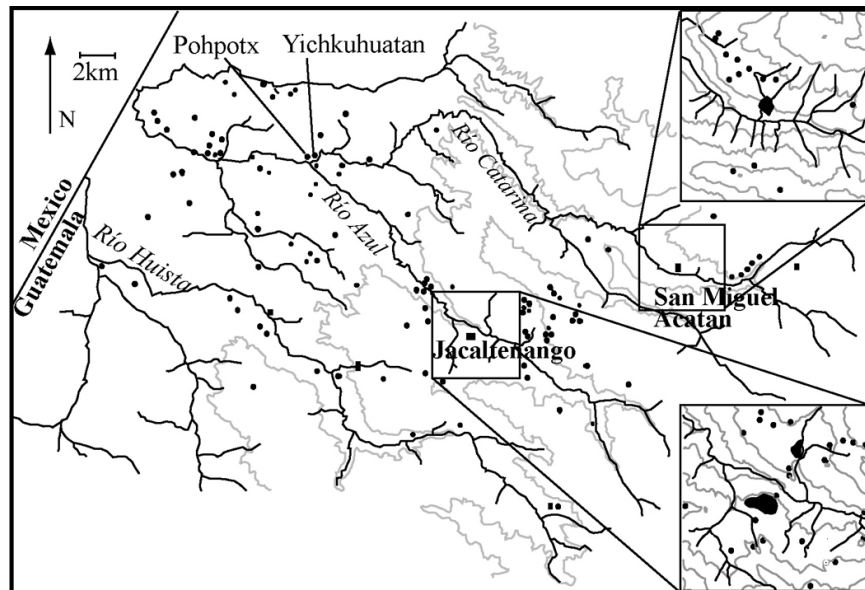 Pohpotx
Yichkuhuatan
2km
N
Mexico
Guatemala
Río Catarina
Río Azul
Río Huista
San Miguel
Acatan
Jacaltenango